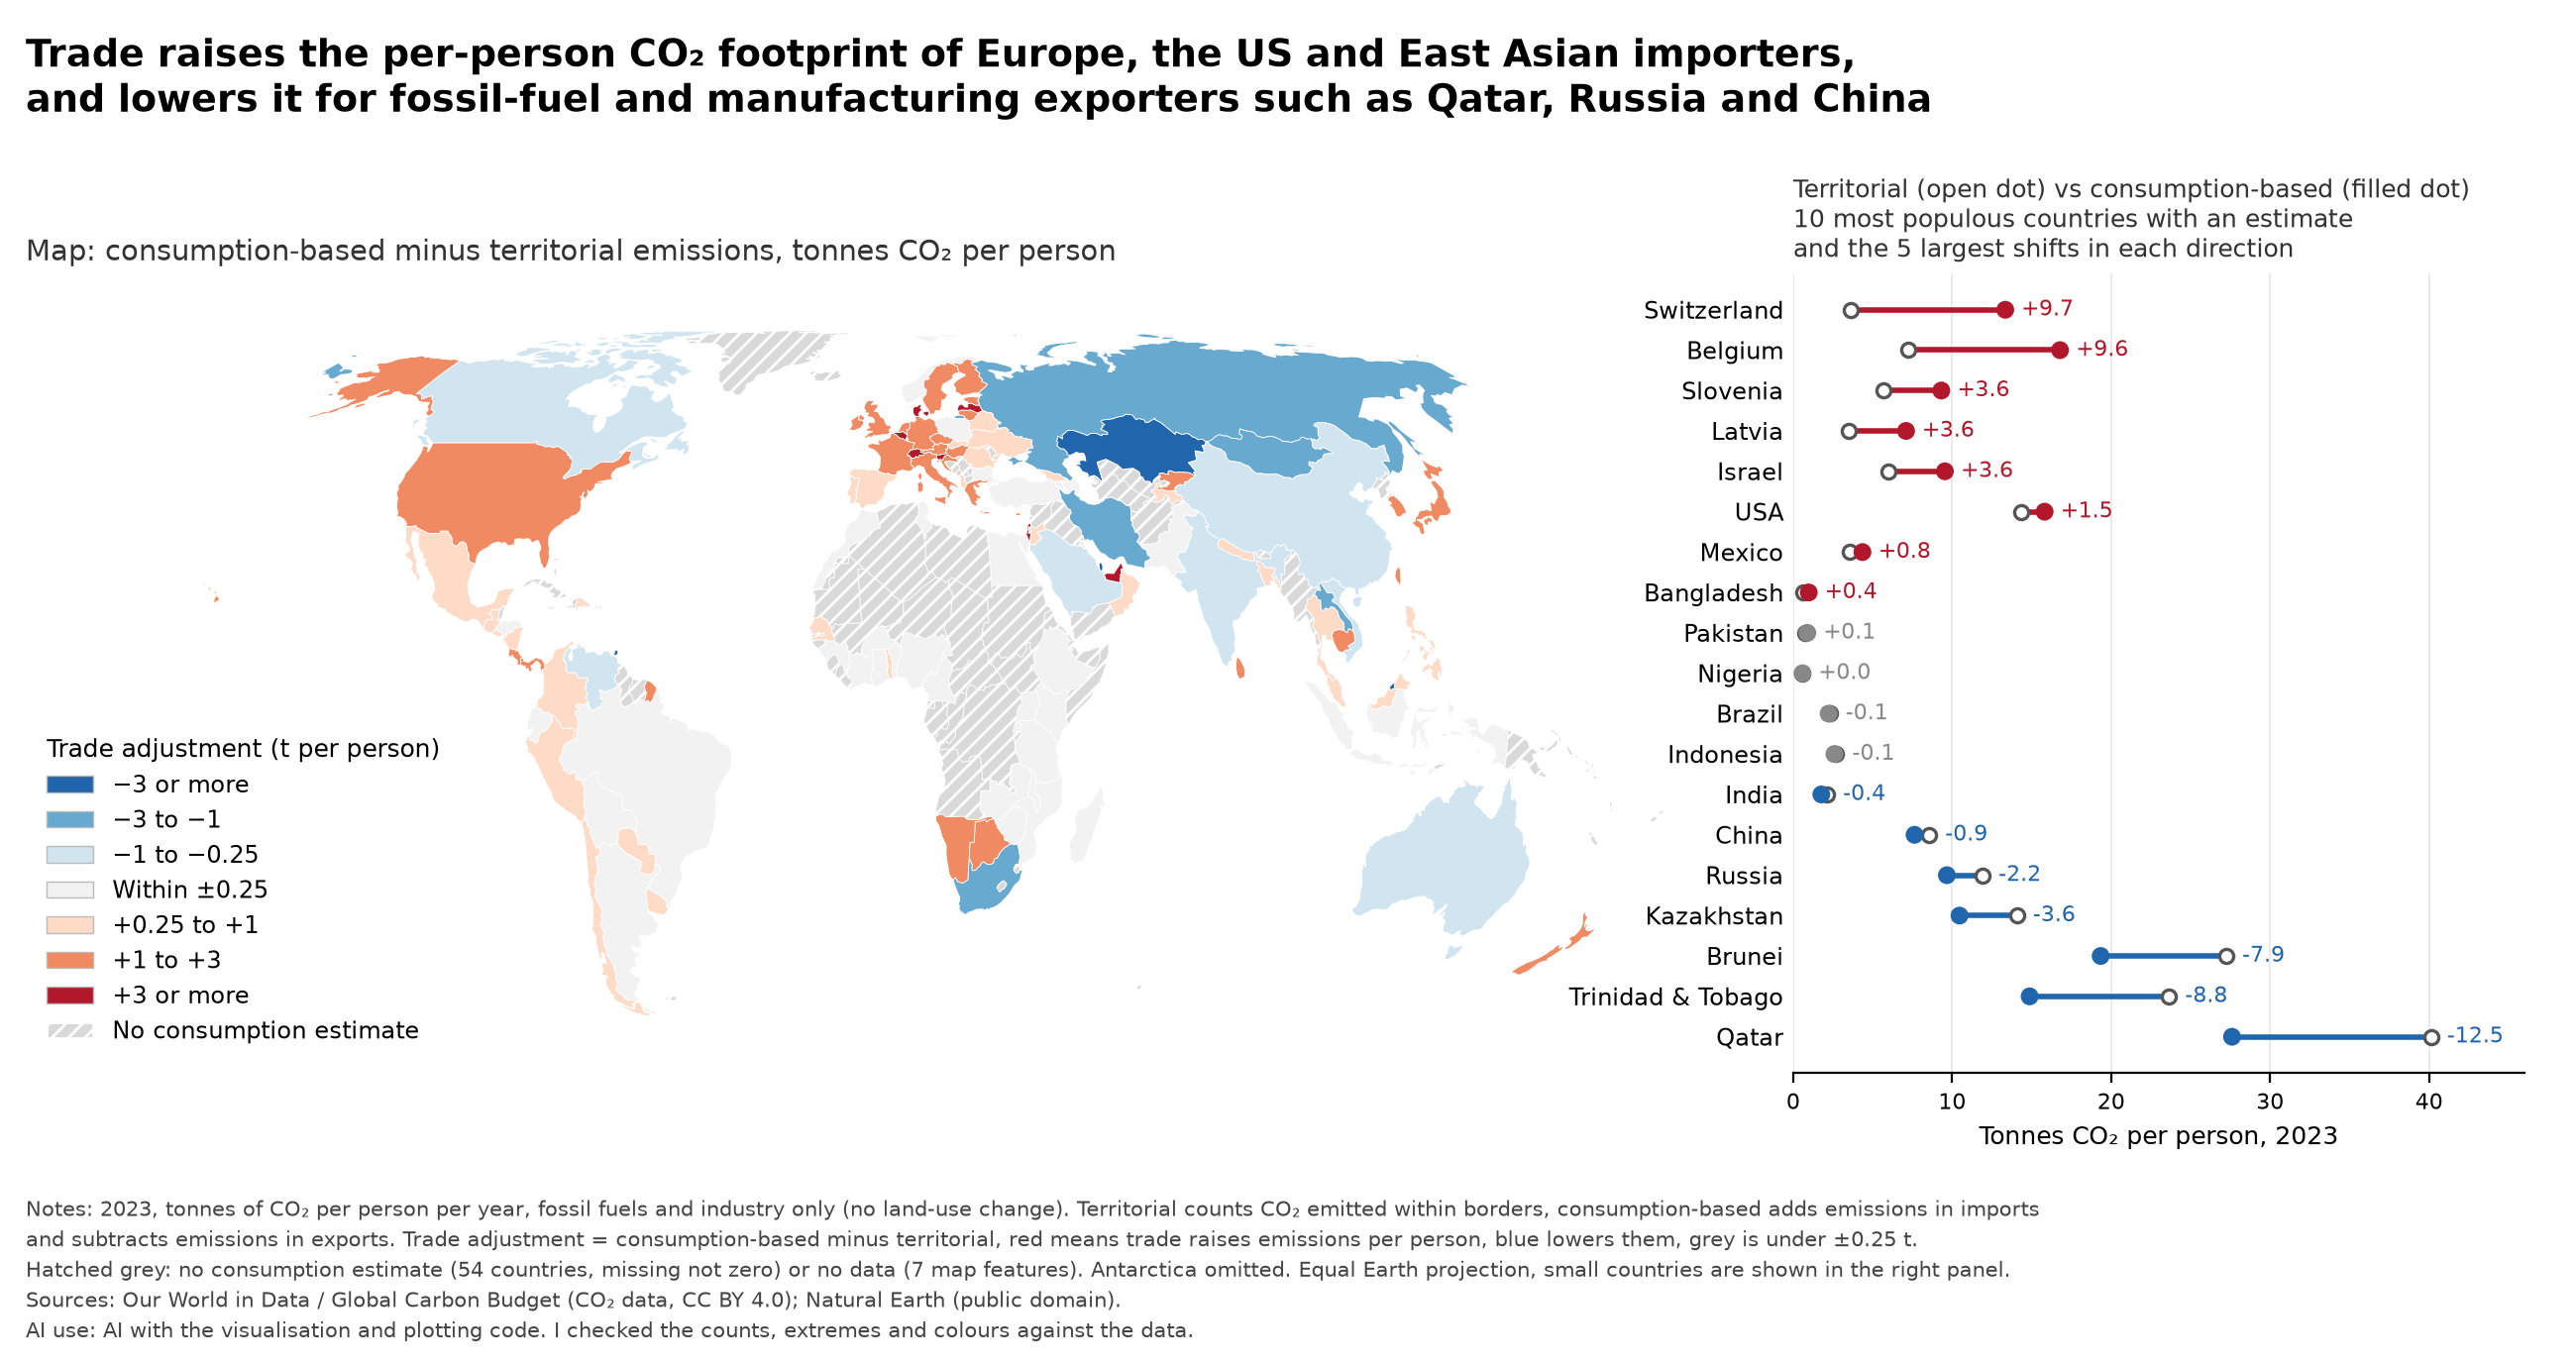 Trade raises the per-person CO₂ footprint of Europe, the US and East Asian importers,
and lowers it for fossil-fuel and manufacturing exporters such as Qatar, Russia and China
Map: consumption-based minus territorial emissions, tonnes CO₂ per person
Trade adjustment (t per person)
−3 or more
−3 to −1
−1 to −0.25
Within ±0.25
+0.25 to +1
+1 to +3
+3 or more
No consumption estimate
Territorial (open dot) vs consumption-based (filled dot)
10 most populous countries with an estimate
and the 5 largest shifts in each direction
Switzerland +9.7
Belgium +9.6
Slovenia +3.6
Latvia +3.6
Israel +3.6
USA +1.5
Mexico +0.8
Bangladesh +0.4
Pakistan +0.1
Nigeria +0.0
Brazil -0.1
Indonesia -0.1
India -0.4
China -0.9
Russia -2.2
Kazakhstan -3.6
Brunei -7.9
Trinidad & Tobago -8.8
Qatar -12.5
0 10 20 30 40
Tonnes CO₂ per person, 2023
Notes: 2023, tonnes of CO₂ per person per year, fossil fuels and industry only (no land-use change). Territorial counts CO₂ emitted within borders, consumption-based adds emissions in imports
and subtracts emissions in exports. Trade adjustment = consumption-based minus territorial, red means trade raises emissions per person, blue lowers them, grey is under ±0.25 t.
Hatched grey: no consumption estimate (54 countries, missing not zero) or no data (7 map features). Antarctica omitted. Equal Earth projection, small countries are shown in the right panel.
Sources: Our World in Data / Global Carbon Budget (CO₂ data, CC BY 4.0); Natural Earth (public domain).
AI use: AI with the visualisation and plotting code. I checked the counts, extremes and colours against the data.